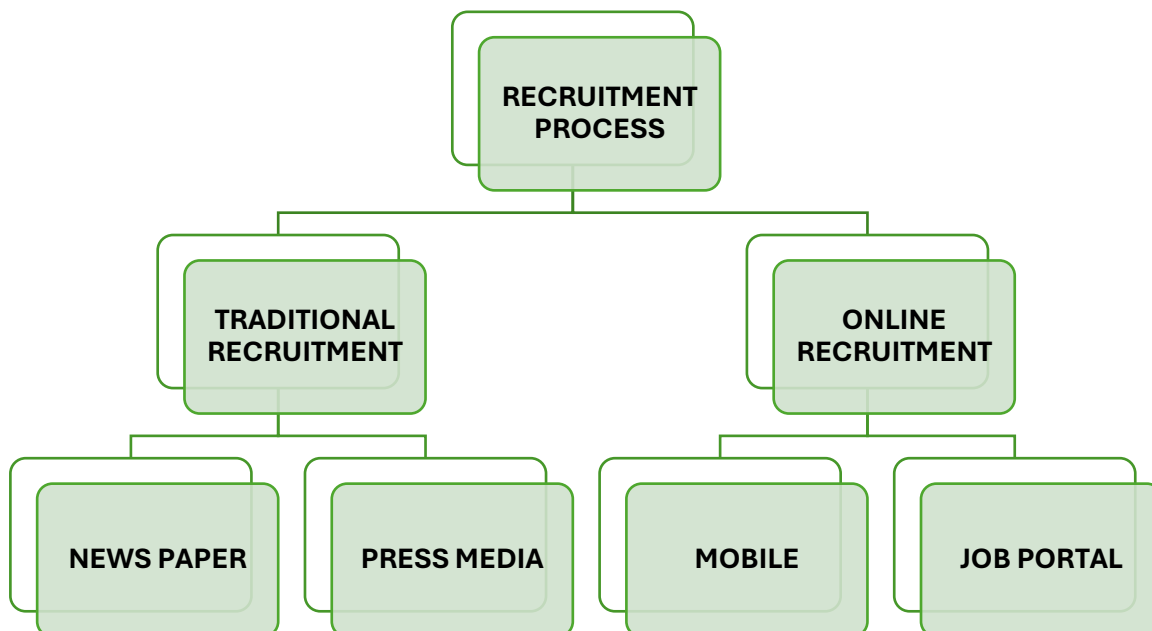 RECRUITMENT
PROCESS
TRADITIONAL
RECRUITMENT
ONLINE
RECRUITMENT
NEWS PAPER
PRESS MEDIA
MOBILE
JOB PORTAL